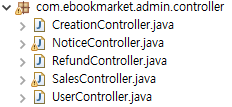 com.ebookmarket.admin.controller
CreationController.java
NoticeController.java
RefundController.java
SalesController.java
UserController.java